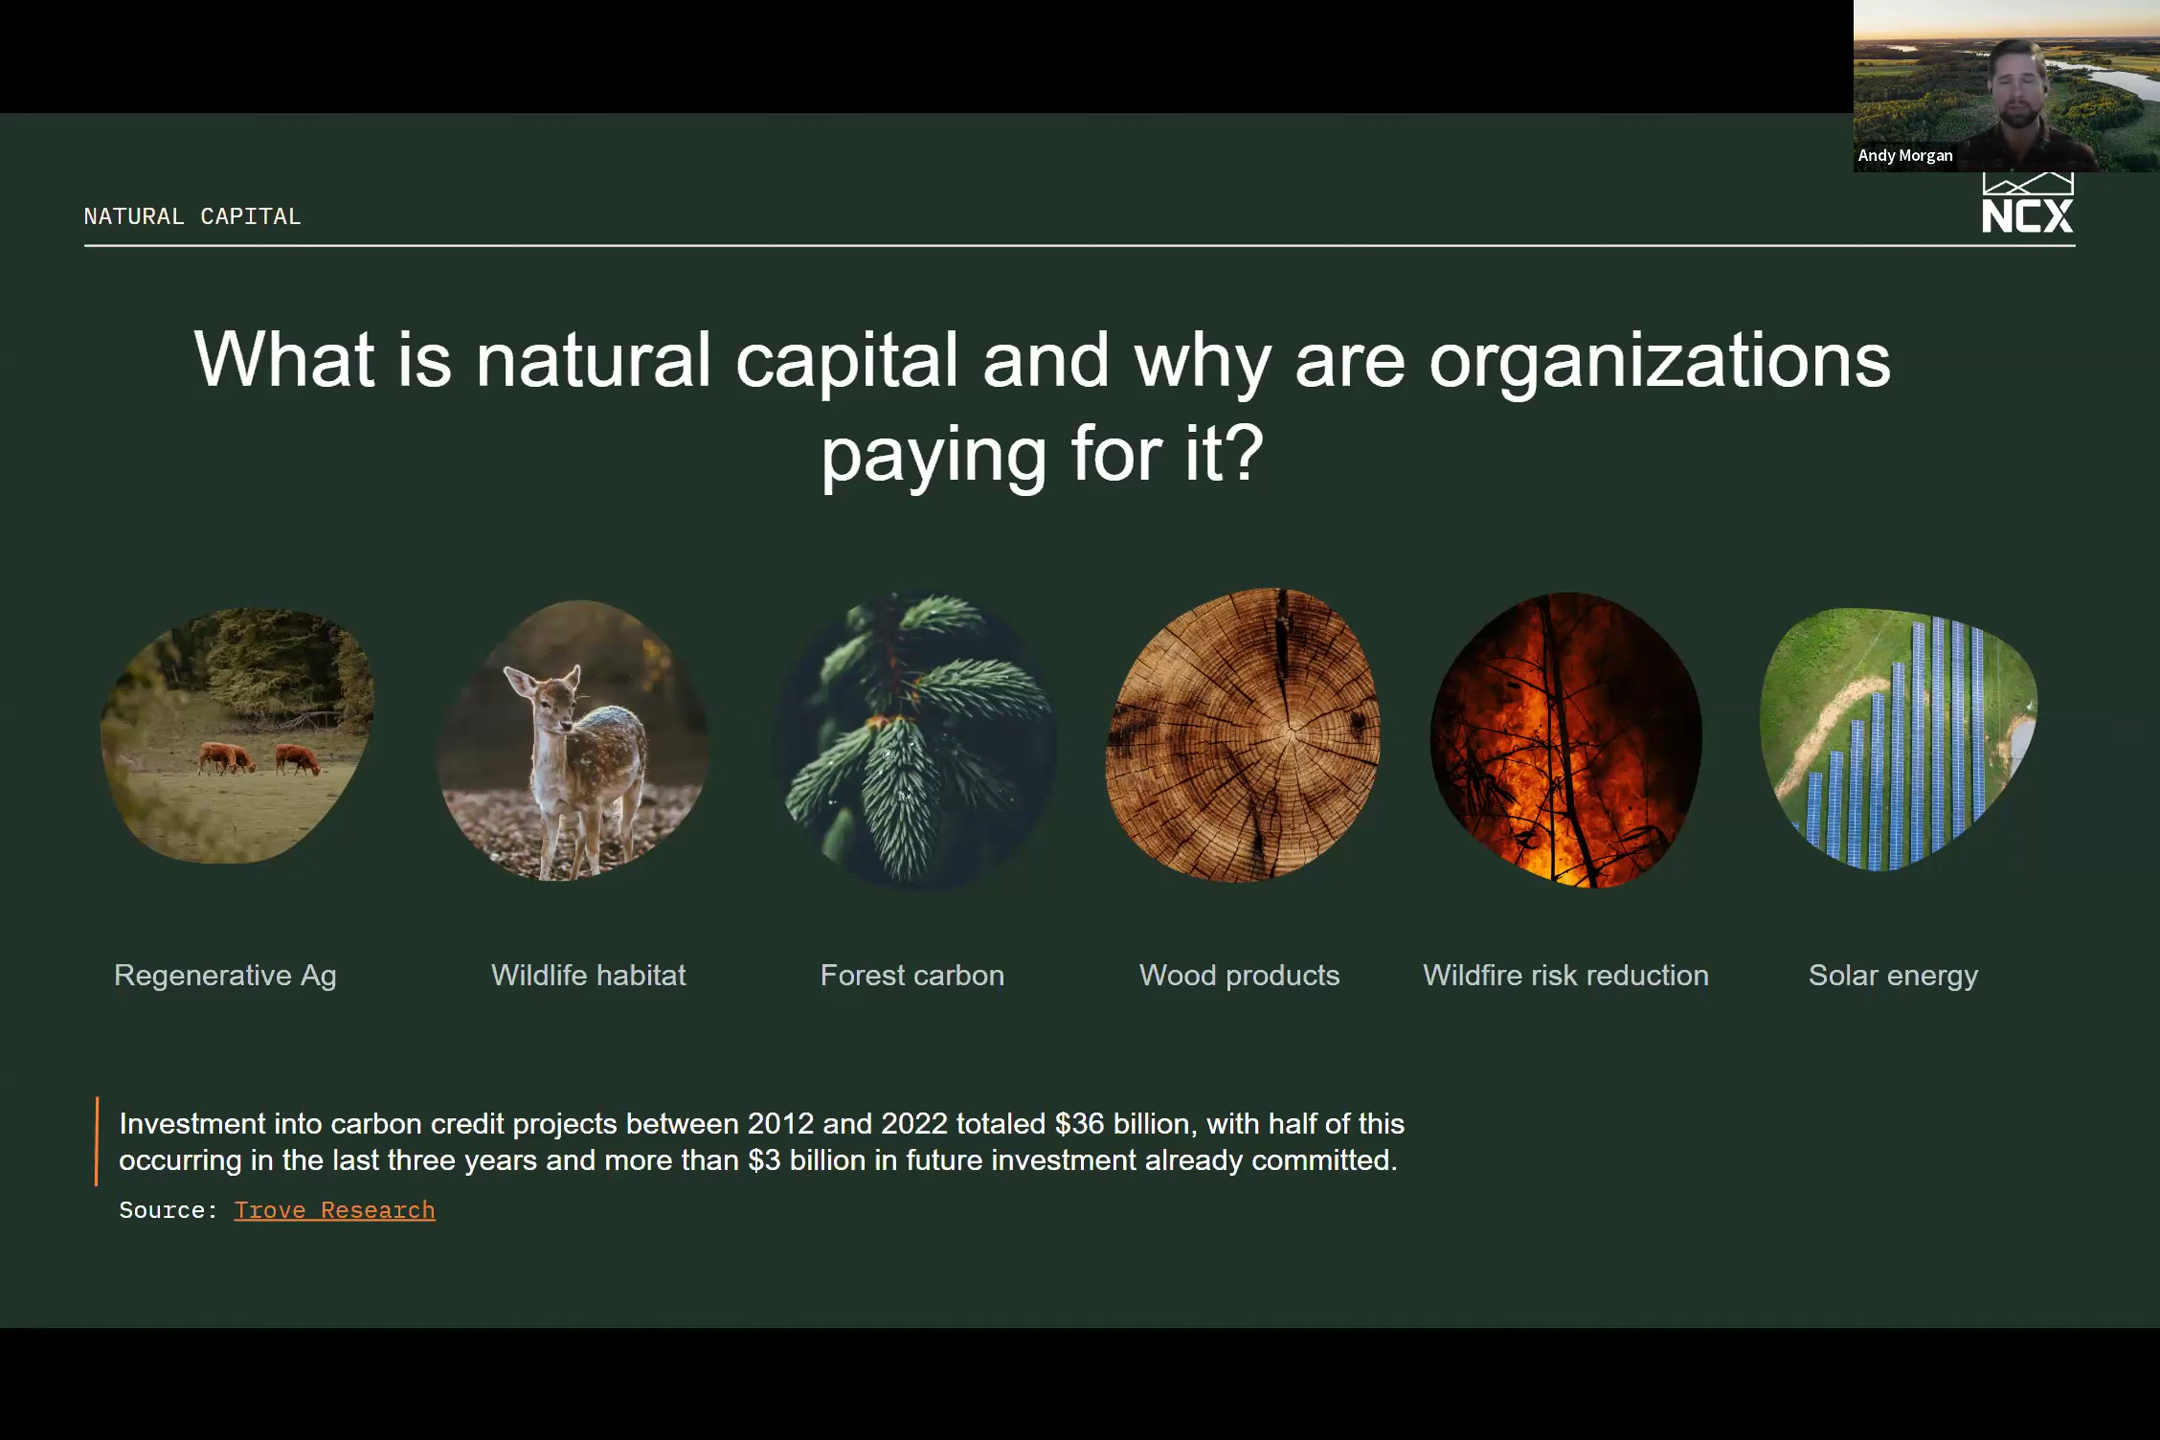 Andy Morgan
NATURAL CAPITAL
NCX
What is natural capital and why are organizations
paying for it?
Regenerative Ag
Wildlife habitat
Forest carbon
Wood products
Wildfire risk reduction
Solar energy
Investment into carbon credit projects between 2012 and 2022 totaled $36 billion, with half of this
occurring in the last three years and more than $3 billion in future investment already committed.
Source: Trove Research